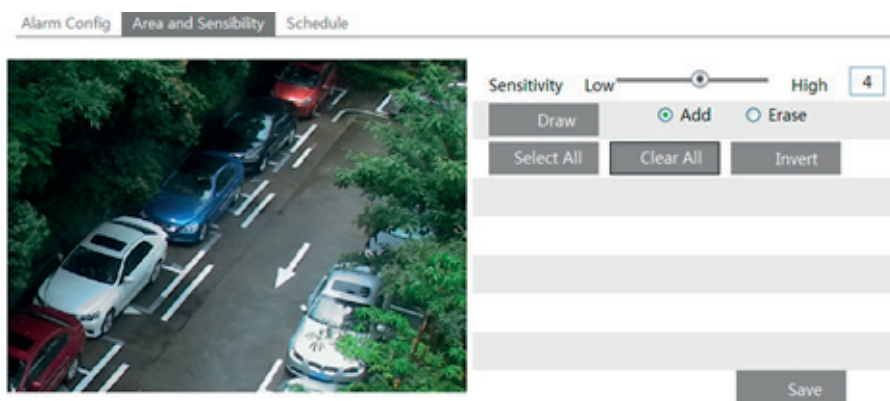 Alarm Config Area and Sensibility Schedule
Sensitivity Low High 4
Draw Add Erase
Select All Clear All Invert
Save